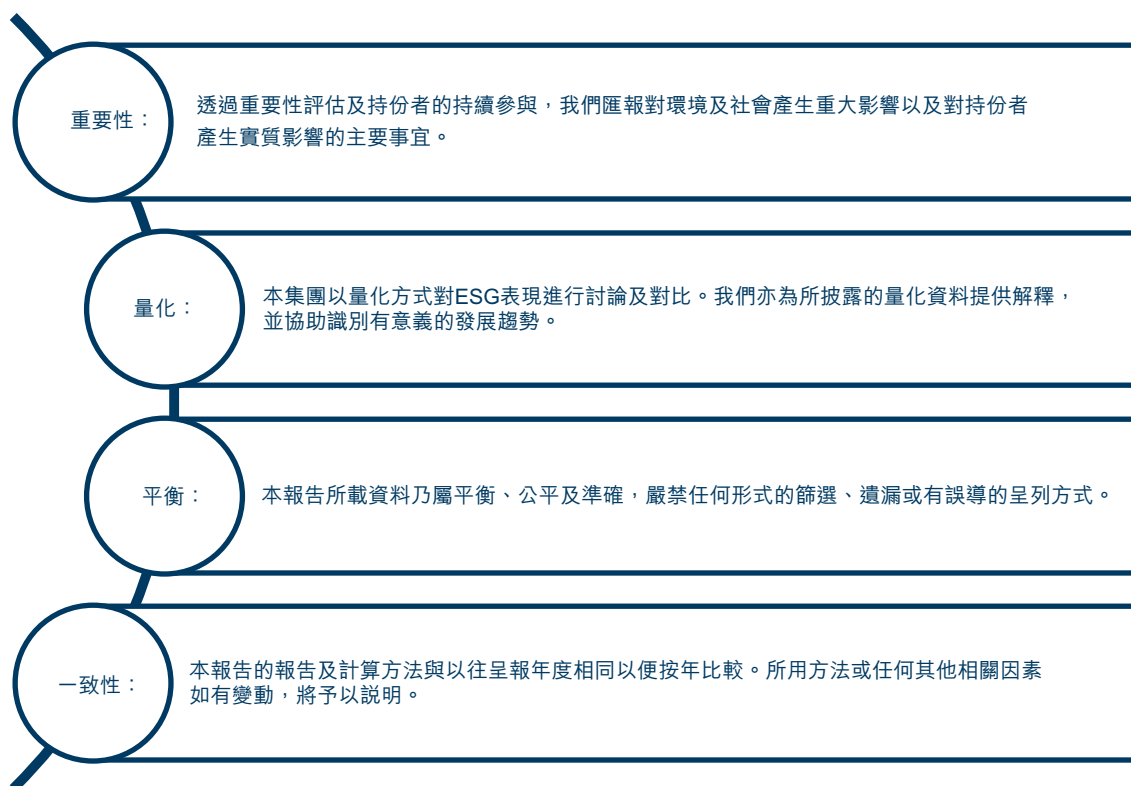 重要性：
透過重要性評估及持份者的持續參與，我們匯報對環境及社會產生重大影響以及對持份者
產生實質影響的主要事宜。
量化：
本集團以量化方式對ESG表現進行討論及對比。我們亦為所披露的量化資料提供解釋，
並協助識別有意義的發展趨勢。
平衡：
本報告所載資料乃屬平衡、公平及準確，嚴禁任何形式的篩選、遺漏或有誤導的呈列方式。
一致性：
本報告的報告及計算方法與以往呈報年度相同以便按年比較。所用方法或任何其他相關因素
如有變動，將予以説明。